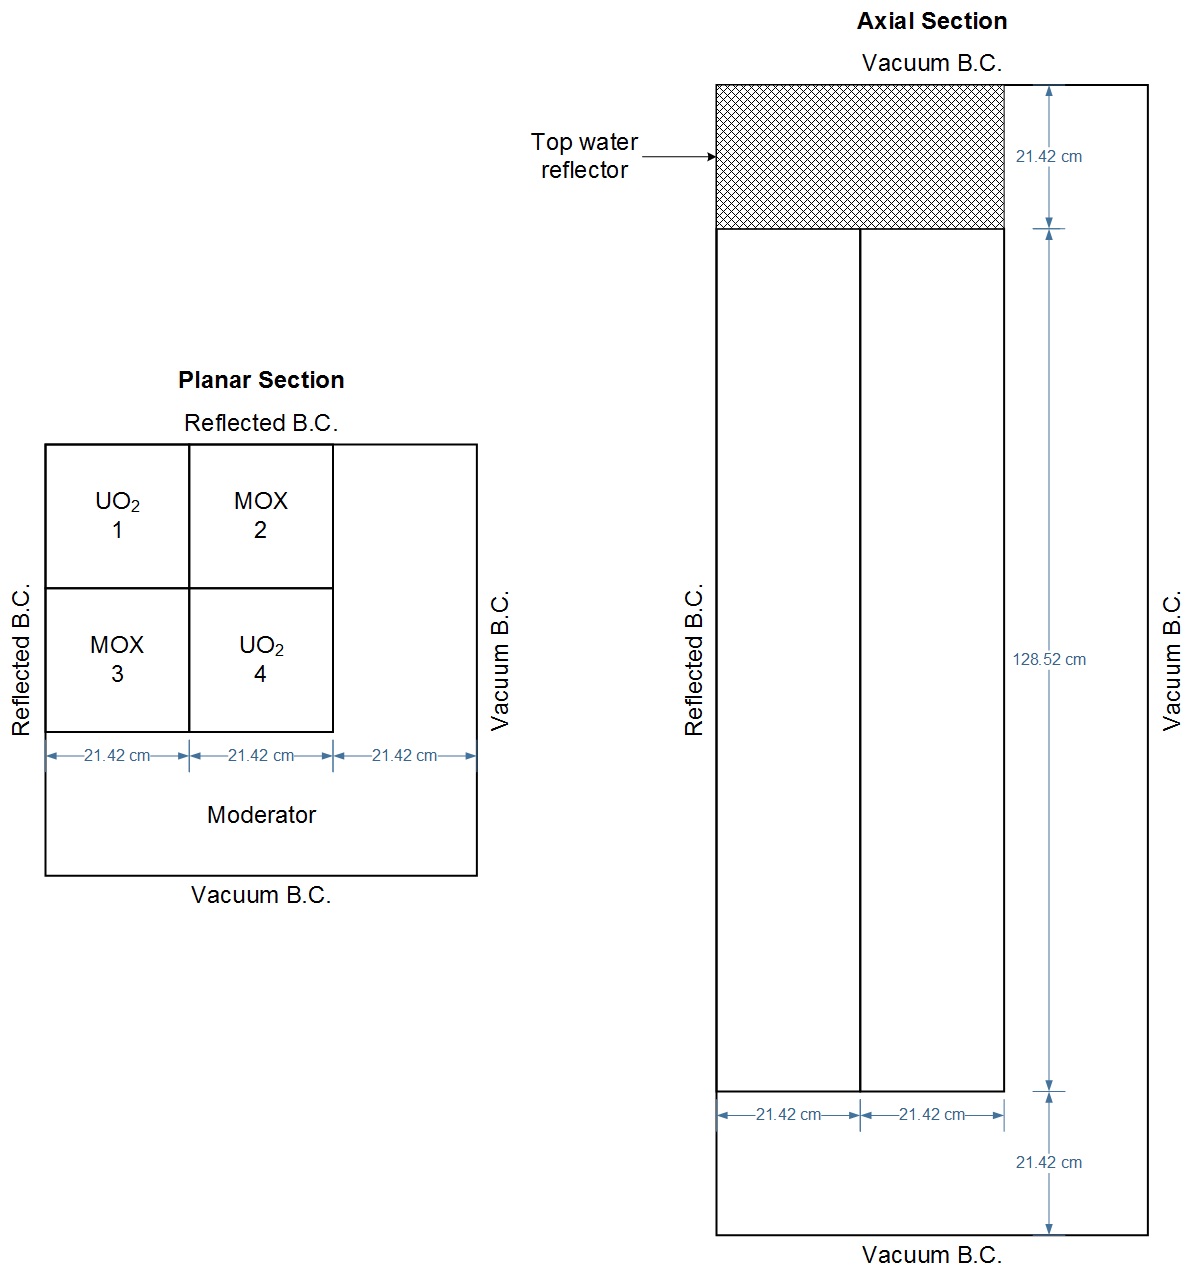 Axial Section
Vacuum B.C.
Top water
reflector
21.42 cm
Planar Section
Reflected B.C.
UO₂
1
MOX
2
MOX
3
UO₂
4
Reflected B.C.
Vacuum B.C.
21.42 cm
21.42 cm
21.42 cm
Moderator
Vacuum B.C.
Reflected B.C.
128.52 cm
Vacuum B.C.
21.42 cm
21.42 cm
21.42 cm
Vacuum B.C.